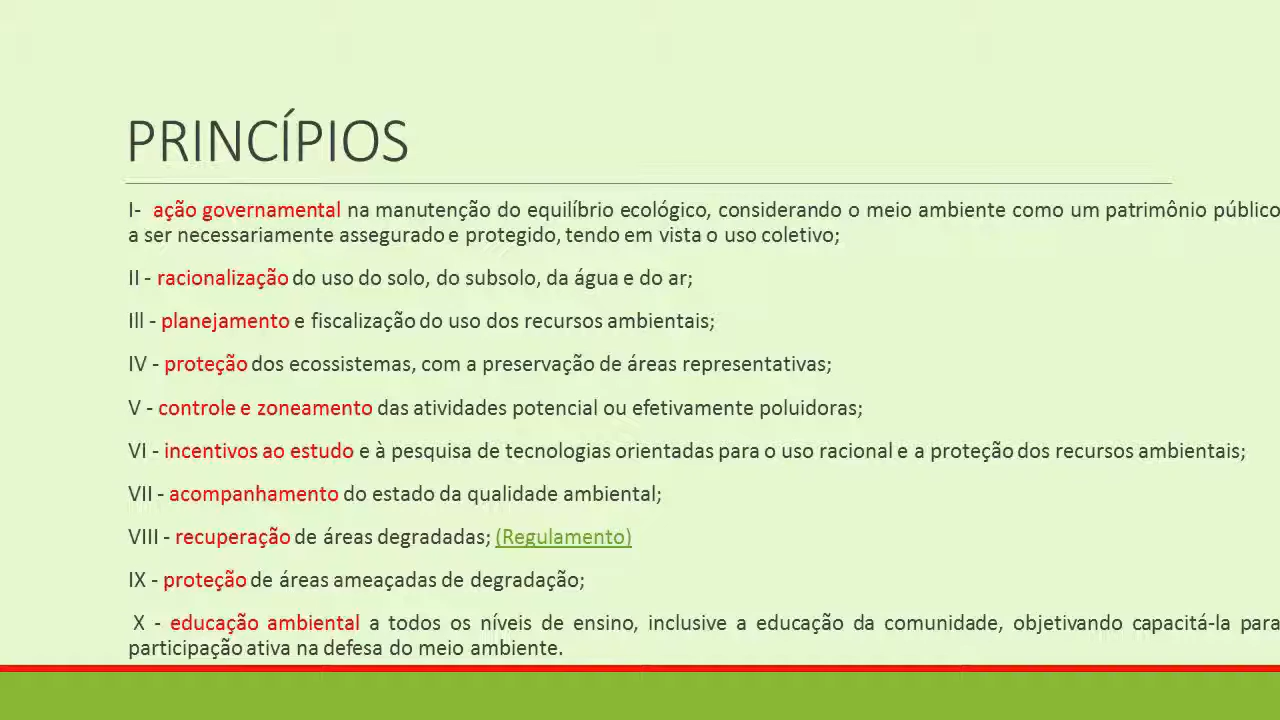 PRINCÍPIOS
I- ação governamental na manutenção do equilíbrio ecológico, considerando o meio ambiente como um patrimônio público
a ser necessariamente assegurado e protegido, tendo em vista o uso coletivo;
II - racionalização do uso do solo, do subsolo, da água e do ar;
Ill - planejamento e fiscalização do uso dos recursos ambientais;
IV - proteção dos ecossistemas, com a preservação de áreas representativas;
V - controle e zoneamento das atividades potencial ou efetivamente poluidoras;
VI - incentivos ao estudo e à pesquisa de tecnologias orientadas para o uso racional e a proteção dos recursos ambientais;
VII - acompanhamento do estado da qualidade ambiental;
VIII - recuperação de áreas degradadas; (Regulamento)
IX - proteção de áreas ameaçadas de degradação;
X - educação ambiental a todos os níveis de ensino, inclusive a educação da comunidade, objetivando capacitá-la para
participação ativa na defesa do meio ambiente.